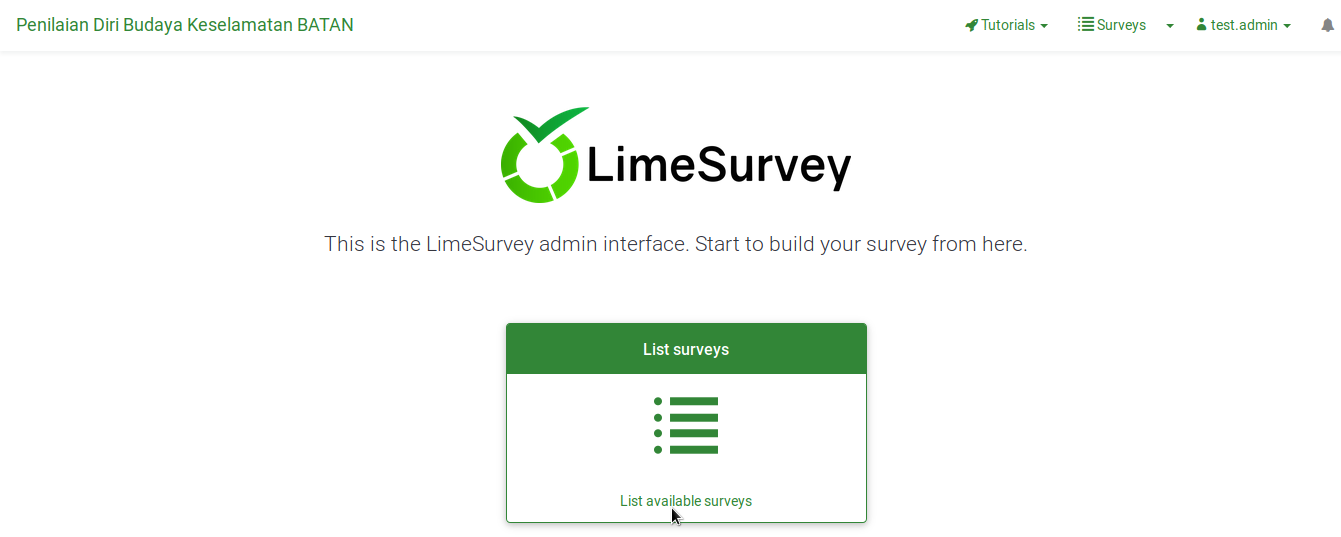 Penilaian Diri Budaya Keselamatan BATAN
Tutorials
Surveys
test.admin
LimeSurvey
This is the LimeSurvey admin interface. Start to build your survey from here.
List surveys
List available surveys